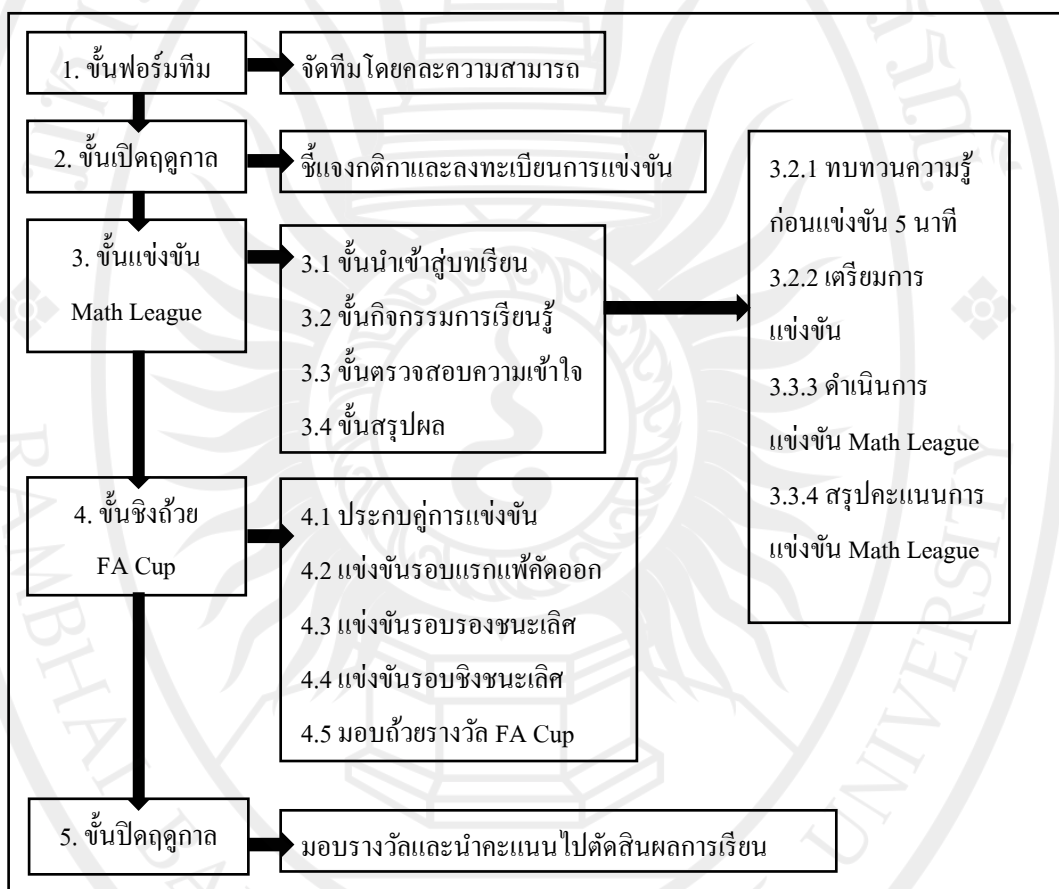 1. ขั้นฟอร์มทีม
จัดทีมโดยคละความสามารถ
2. ขั้นเปิดฤดูกาล
ชี้แจงกติกาและลงทะเบียนการแข่งขัน
3. ขั้นแข่งขัน
Math League
3.1 ขั้นนำเข้าสู่บทเรียน
3.2 ขั้นกิจกรรมการเรียนรู้
3.3 ขั้นตรวจสอบความเข้าใจ
3.4 ขั้นสรุปผล
3.2.1 ทบทวนความรู้
ก่อนแข่งขัน 5 นาที
3.2.2 เตรียมการ
แข่งขัน
3.3.3 ดำเนินการ
แข่งขัน Math League
3.3.4 สรุปคะแนนการ
แข่งขัน Math League
4. ขั้นชิงถ้วย
FA Cup
4.1 ประกบคู่การแข่งขัน
4.2 แข่งขันรอบแรกแพ้คัดออก
4.3 แข่งขันรอบรองชนะเลิศ
4.4 แข่งขันรอบชิงชนะเลิศ
4.5 มอบถ้วยรางวัล FA Cup
5. ขั้นปิดฤดูกาล
มอบรางวัลและนำคะแนนไปตัดสินผลการเรียน
RAMBHAI
UNIVERSITY